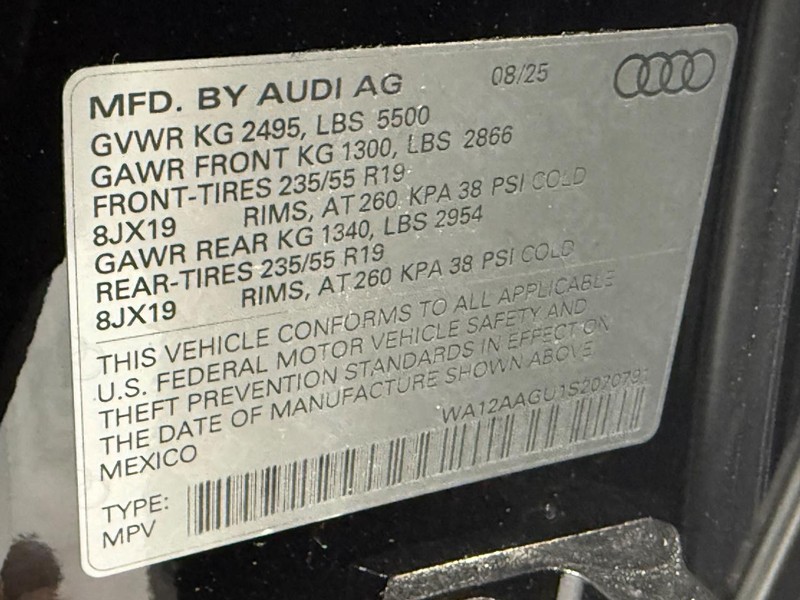 MFD. BY AUDI AG 08/25
GVWR KG 2495, LBS 5500
GAWR FRONT KG 1300, LBS 2866
FRONT-TIRES 235/55 R19
8JX19 RIMS, AT 260 KPA 38 PSI COLD
GAWR REAR KG 1340, LBS 2954
REAR-TIRES 235/55 R19
8JX19 RIMS, AT 260 KPA 38 PSI COLD
THIS VEHICLE CONFORMS TO ALL APPLICABLE
U.S. FEDERAL MOTOR VEHICLE SAFETY AND
THEFT PREVENTION STANDARDS IN EFFECT ON
THE DATE OF MANUFACTURE SHOWN ABOVE
MEXICO WA12AAGU1S2070791
TYPE:
MPV